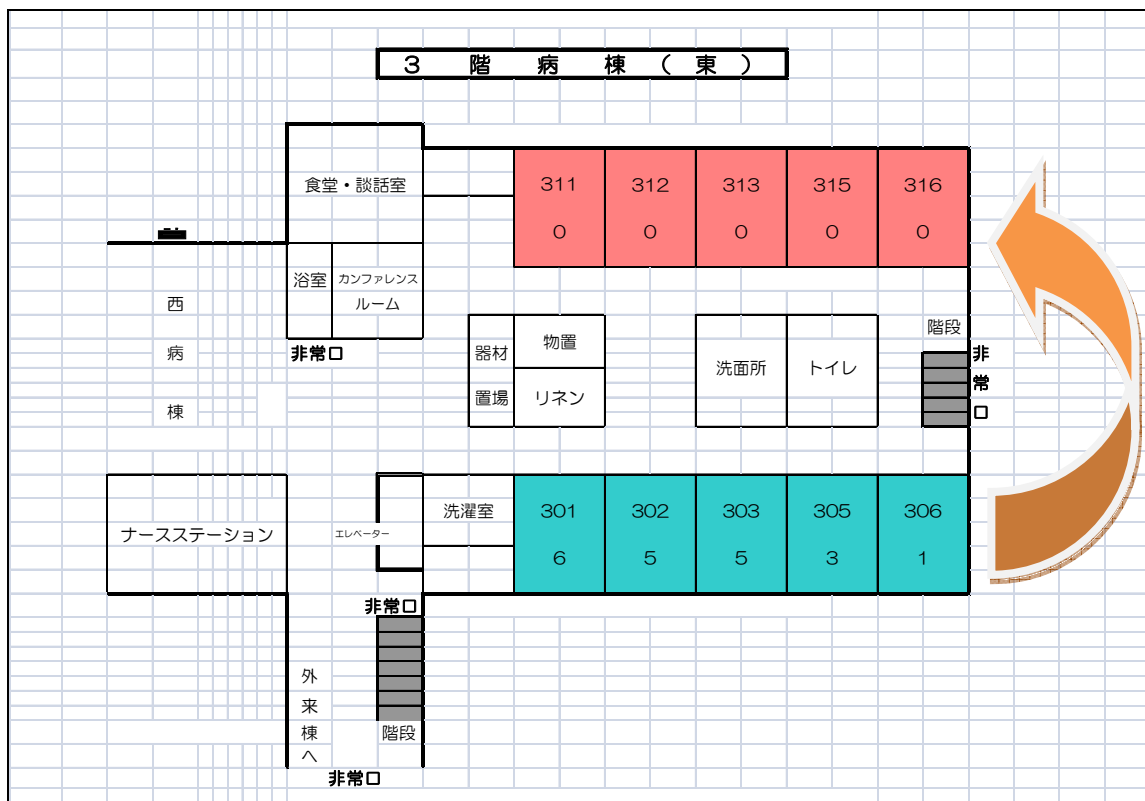 3階病棟(東)
食堂・談話室
311
312
313
315
316
0
0
0
0
0
浴室
カンファレンス
ルーム
西病棟
非常口
器材
置場
物置
リネン
洗面所
トイレ
階段
非常口
ナースステーション
エレベーター
洗濯室
301
302
303
305
306
6
5
5
3
1
非常口
外来棟へ
階段
非常口